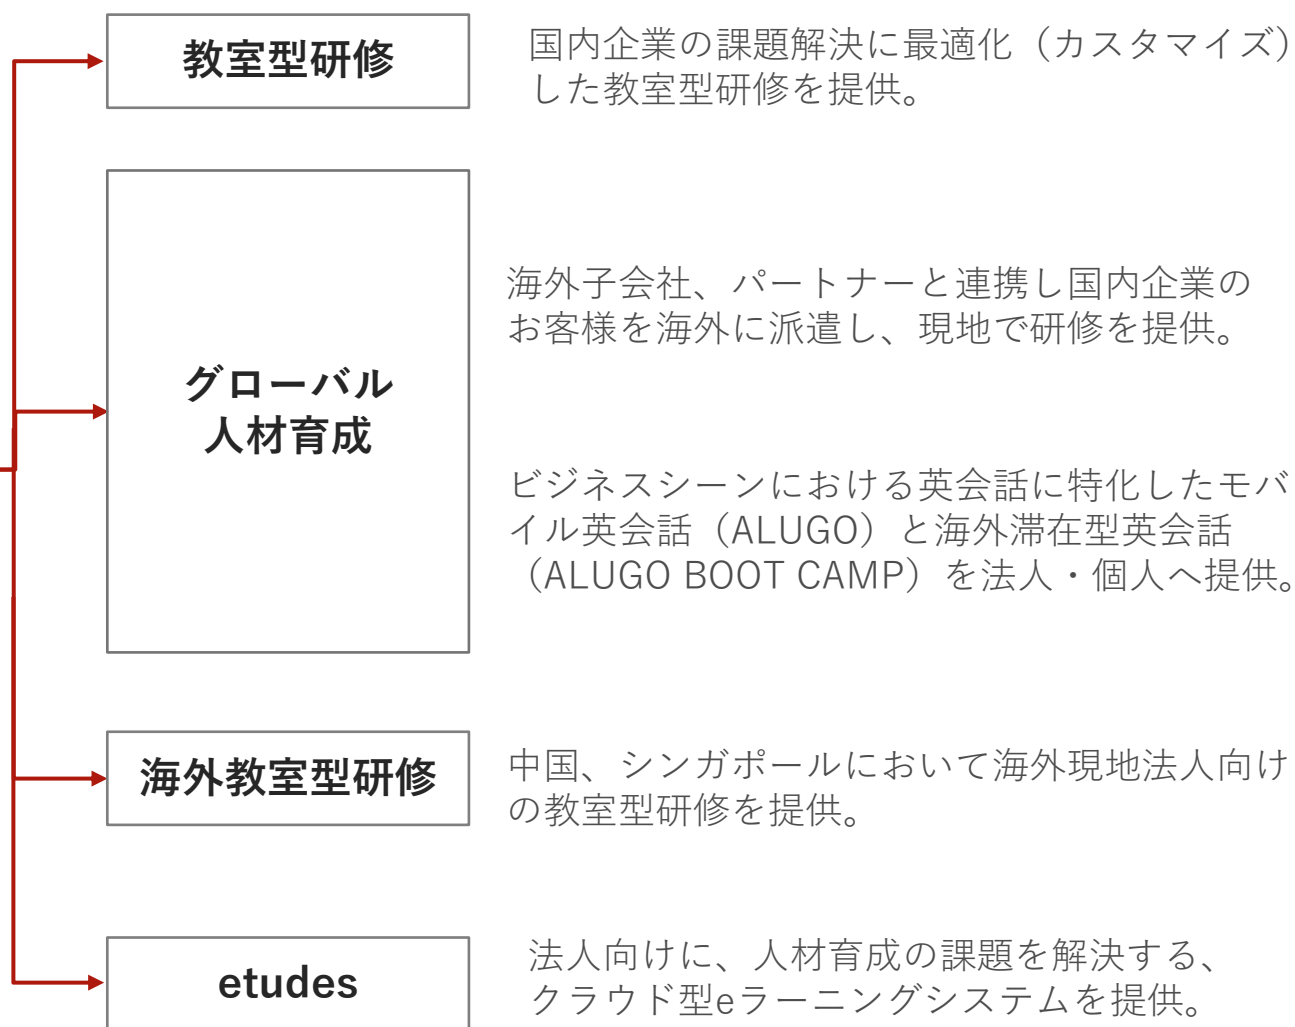 教室型研修
国内企業の課題解決に最適化（カスタマイズ）
した教室型研修を提供。
グローバル
人材育成
海外子会社、パートナーと連携し国内企業の
お客様を海外に派遣し、現地で研修を提供。
ビジネスシーンにおける英会話に特化したモバ
イル英会話（ALUGO）と海外滞在型英会話
（ALUGO BOOT CAMP）を法人・個人へ提供。
海外教室型研修
中国、シンガポールにおいて海外現地法人向け
の教室型研修を提供。
etudes
法人向けに、人材育成の課題を解決する、
クラウド型eラーニングシステムを提供。